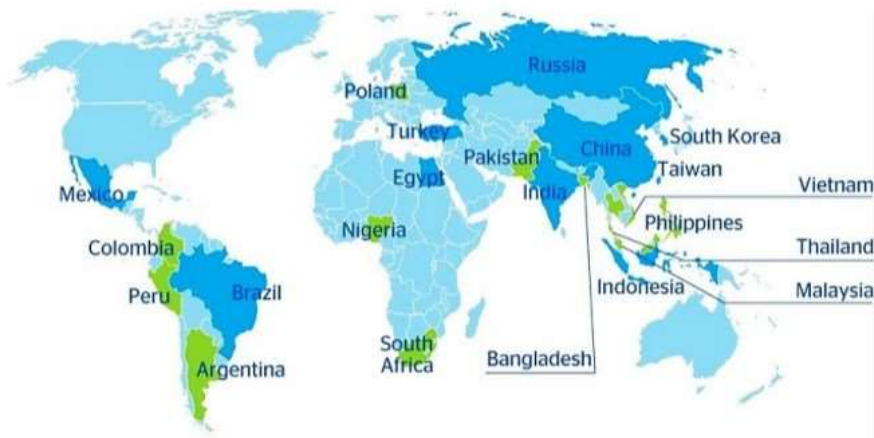 Russia
Poland
Turkey
South Korea
China
Pakistan
Taiwan
Egypt
India
Vietnam
Mexico
Philippines
Nigeria
Colombia
Thailand
Indonesia
Malaysia
Peru
Brazil
South
Africa
Bangladesh
Argentina